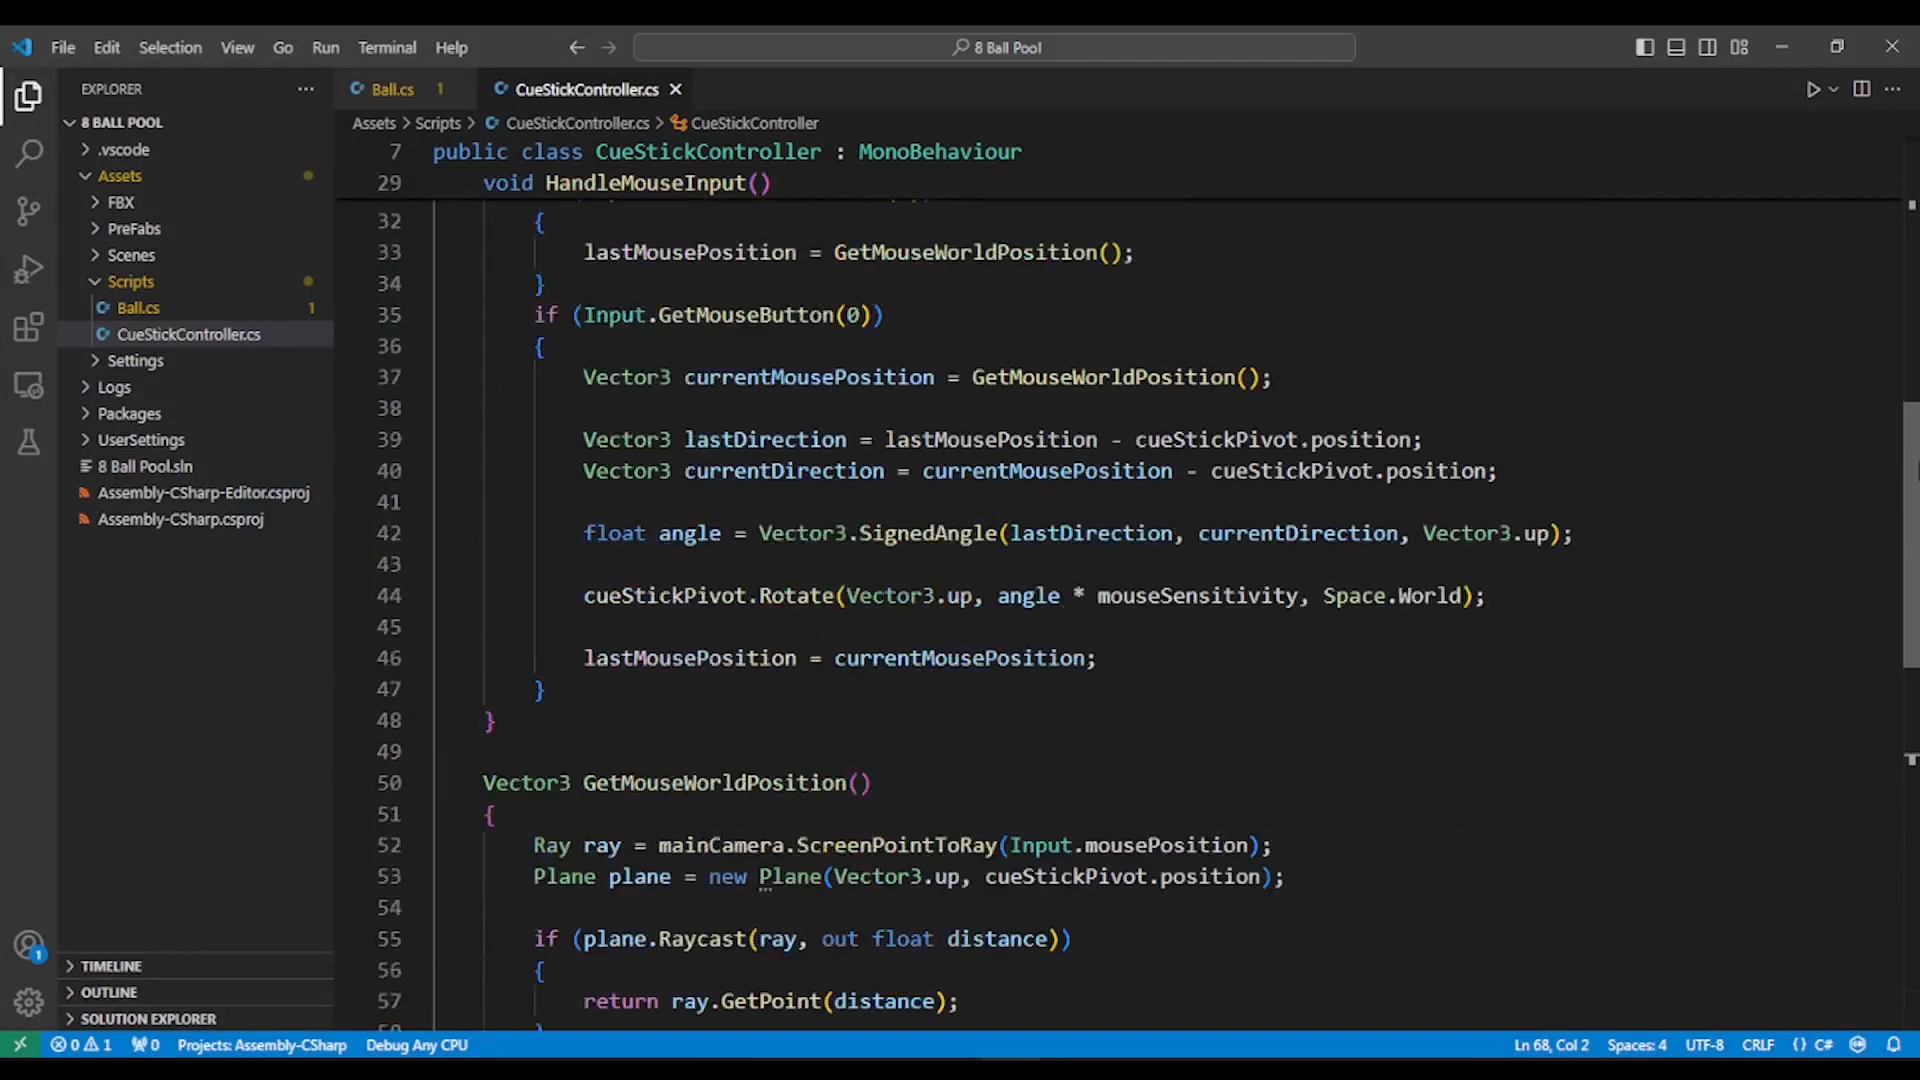 File Edit Selection View Go Run Terminal Help
8 Ball Pool
EXPLORER
8 BALL POOL
.vscode
Assets
FBX
PreFabs
Scenes
Scripts
Ball.cs 1
CueStickController.cs
Settings
Logs
Packages
UserSettings
8 Ball Pool.sln
Assembly-CSharp-Editor.csproj
Assembly-CSharp.csproj
TIMELINE
OUTLINE
SOLUTION EXPLORER
1
Ball.cs 1
CueStickController.cs
Assets > Scripts > CueStickController.cs > CueStickController
7 public class CueStickController : MonoBehaviour
29 void HandleMouseInput()
32 {
33 lastMousePosition = GetMouseWorldPosition();
34 }
35 if (Input.GetMouseButton(0))
36 {
37 Vector3 currentMousePosition = GetMouseWorldPosition();
38
39 Vector3 lastDirection = lastMousePosition - cueStickPivot.position;
40 Vector3 currentDirection = currentMousePosition - cueStickPivot.position;
41
42 float angle = Vector3.SignedAngle(lastDirection, currentDirection, Vector3.up);
43
44 cueStickPivot.Rotate(Vector3.up, angle * mouseSensitivity, Space.World);
45
46 lastMousePosition = currentMousePosition;
47 }
48 }
49
50 Vector3 GetMouseWorldPosition()
51 {
52 Ray ray = mainCamera.ScreenPointToRay(Input.mousePosition);
53 Plane plane = new Plane(Vector3.up, cueStickPivot.position);
54
55 if (plane.Raycast(ray, out float distance))
56 {
57 return ray.GetPoint(distance);
0 1 0 Projects: Assembly-CSharp Debug Any CPU
Ln 68, Col 2 Spaces: 4 UTF-8 CRLF {} C#